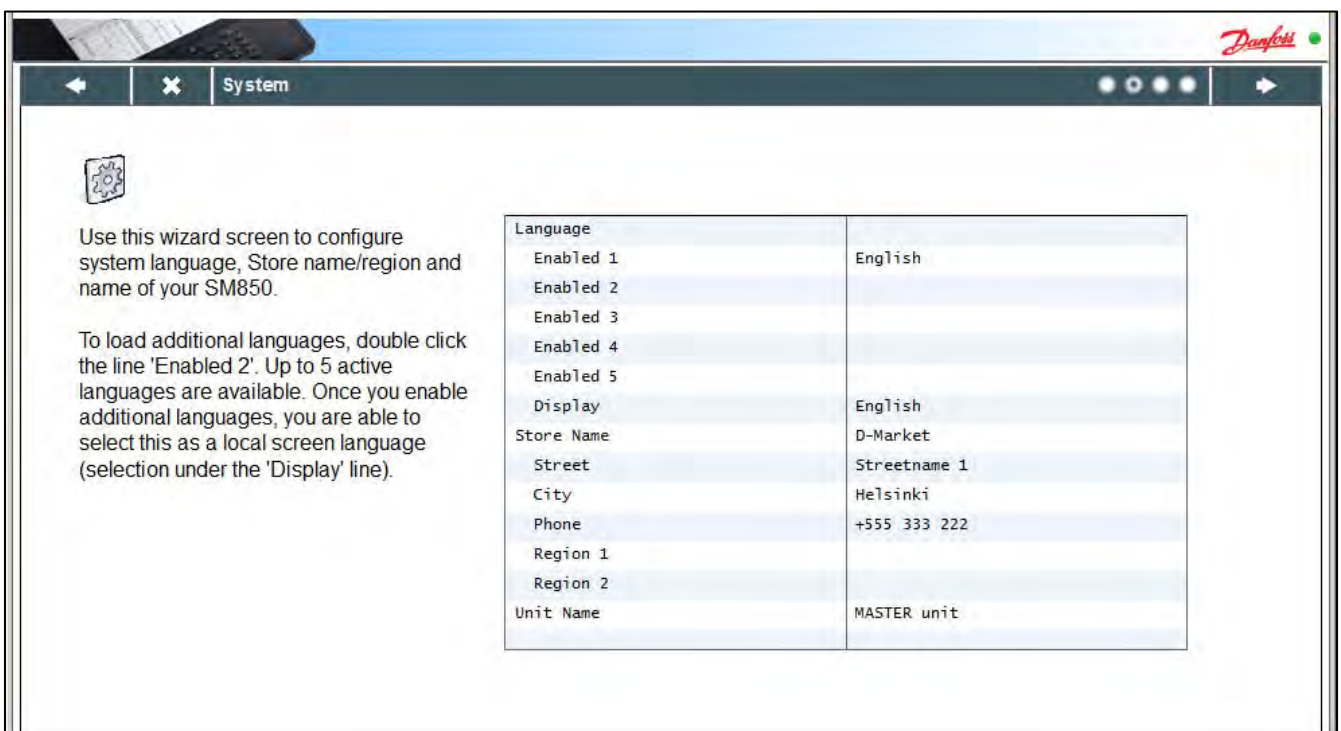 Danfoss
System
Use this wizard screen to configure
system language, Store name/region and
name of your SM850.
To load additional languages, double click
the line 'Enabled 2'. Up to 5 active
languages are available. Once you enable
additional languages, you are able to
select this as a local screen language
(selection under the 'Display' line).
Language
Enabled 1 English
Enabled 2
Enabled 3
Enabled 4
Enabled 5
Display English
Store Name D-Market
Street Streetname 1
City Helsinki
Phone +555 333 222
Region 1
Region 2
Unit Name MASTER unit